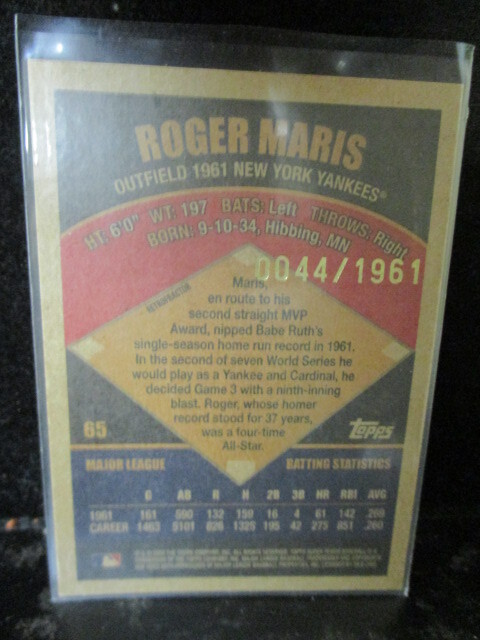 ROGER MARIS
OUTFIELD 1961 NEW YORK YANKEES®
HT: 6'0" WT: 197 BATS: Left THROWS: Right
BORN: 9-10-34, Hibbing, MN
0044/1961
RETROFRACTOR
Maris,
en route to his
second straight MVP
Award, nipped Babe Ruth's
single-season home run record in 1961.
In the second of seven World Series he
would play as a Yankee and Cardinal, he
decided Game 3 with a ninth-inning
blast. Roger, whose homer
record stood for 37 years,
was a four-time
All-Star.
65
Topps
MAJOR LEAGUE BATTING STATISTICS
G AB R H 2B 3B HR RBI AVG
1961 161 590 132 159 16 4 61 142 .269
CAREER 1463 5101 826 1325 195 42 275 851 .260